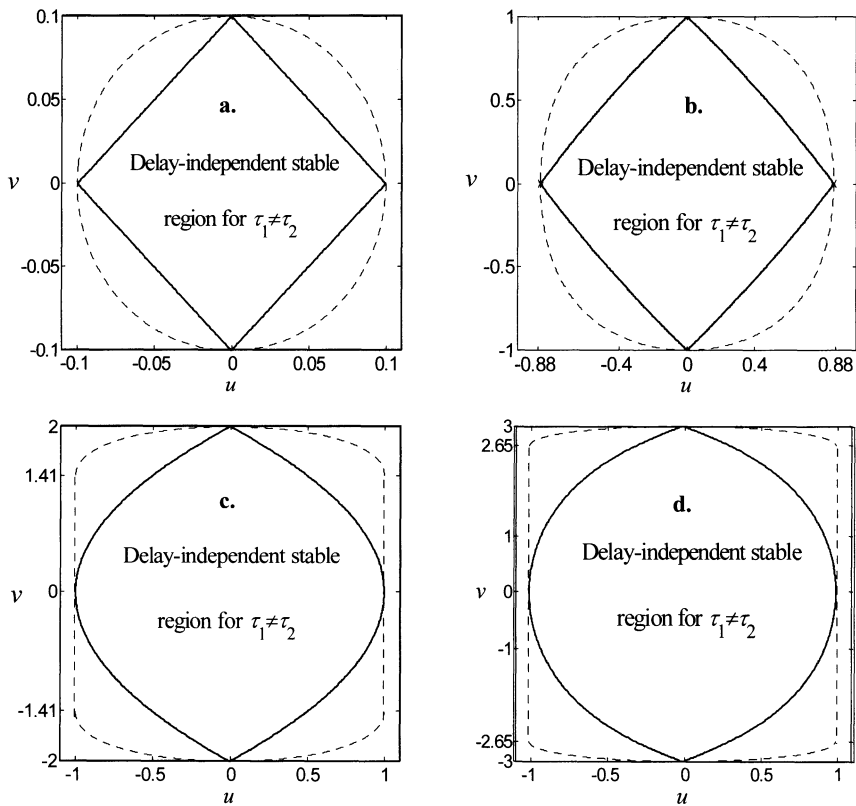 0.1
0.05
0
-0.05
-0.1
v
a.
Delay-independent stable
region for τ₁≠τ₂
-0.1 -0.05 0 0.05 0.1
u
1
0.5
0
-0.5
-1
v
b.
Delay-independent stable
region for τ₁≠τ₂
-0.88 -0.4 0 0.4 0.88
u
2
1.41
0
-1.41
-2
v
c.
Delay-independent stable
region for τ₁≠τ₂
-1 -0.5 0 0.5 1
u
3
2.65
1
0
-1
-2.65
-3
v
d.
Delay-independent stable
region for τ₁≠τ₂
-1 -0.5 0 0.5 1
u